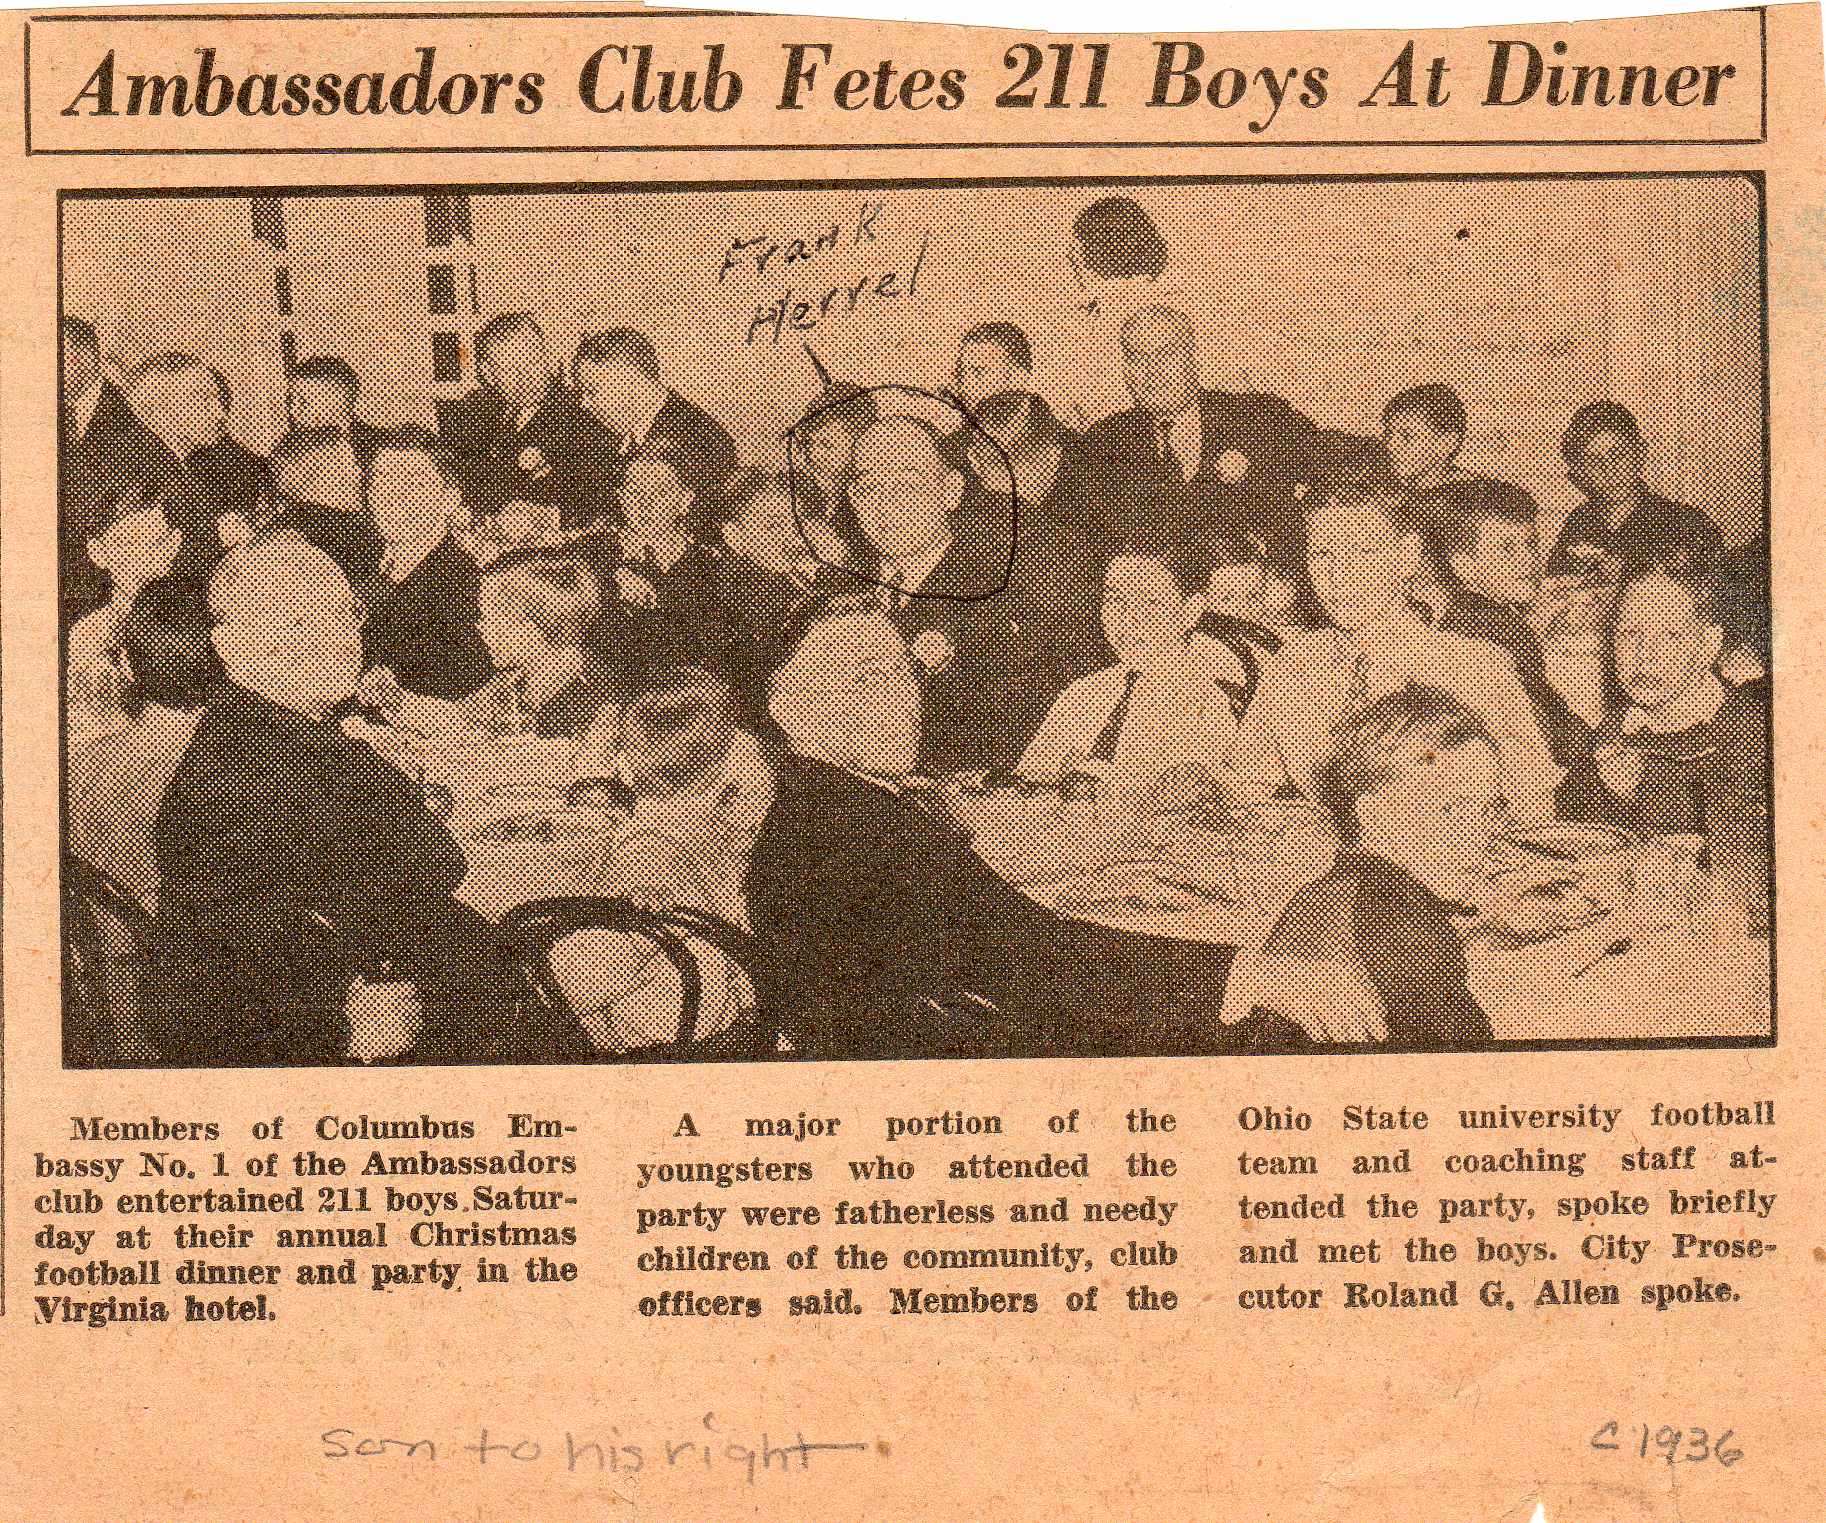 Ambassadors Club Fetes 211 Boys At Dinner
Frank
Herrel
Members of Columbus Em-
bassy No. 1 of the Ambassadors
club entertained 211 boys Satur-
day at their annual Christmas
football dinner and party in the
Virginia hotel.
A major portion of the
youngsters who attended the
party were fatherless and needy
children of the community, club
officers said. Members of the
Ohio State university football
team and coaching staff at-
tended the party, spoke briefly
and met the boys. City Prose-
cutor Roland G. Allen spoke.
son to his right
c 1936